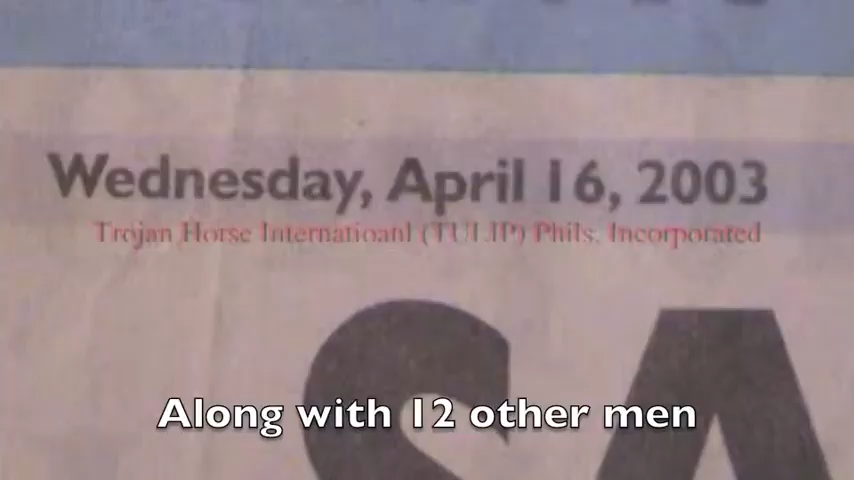 Wednesday, April 16, 2003
Trojan Horse Internatioanl (TULIP) Phils. Incorporated
SA
Along with 12 other men